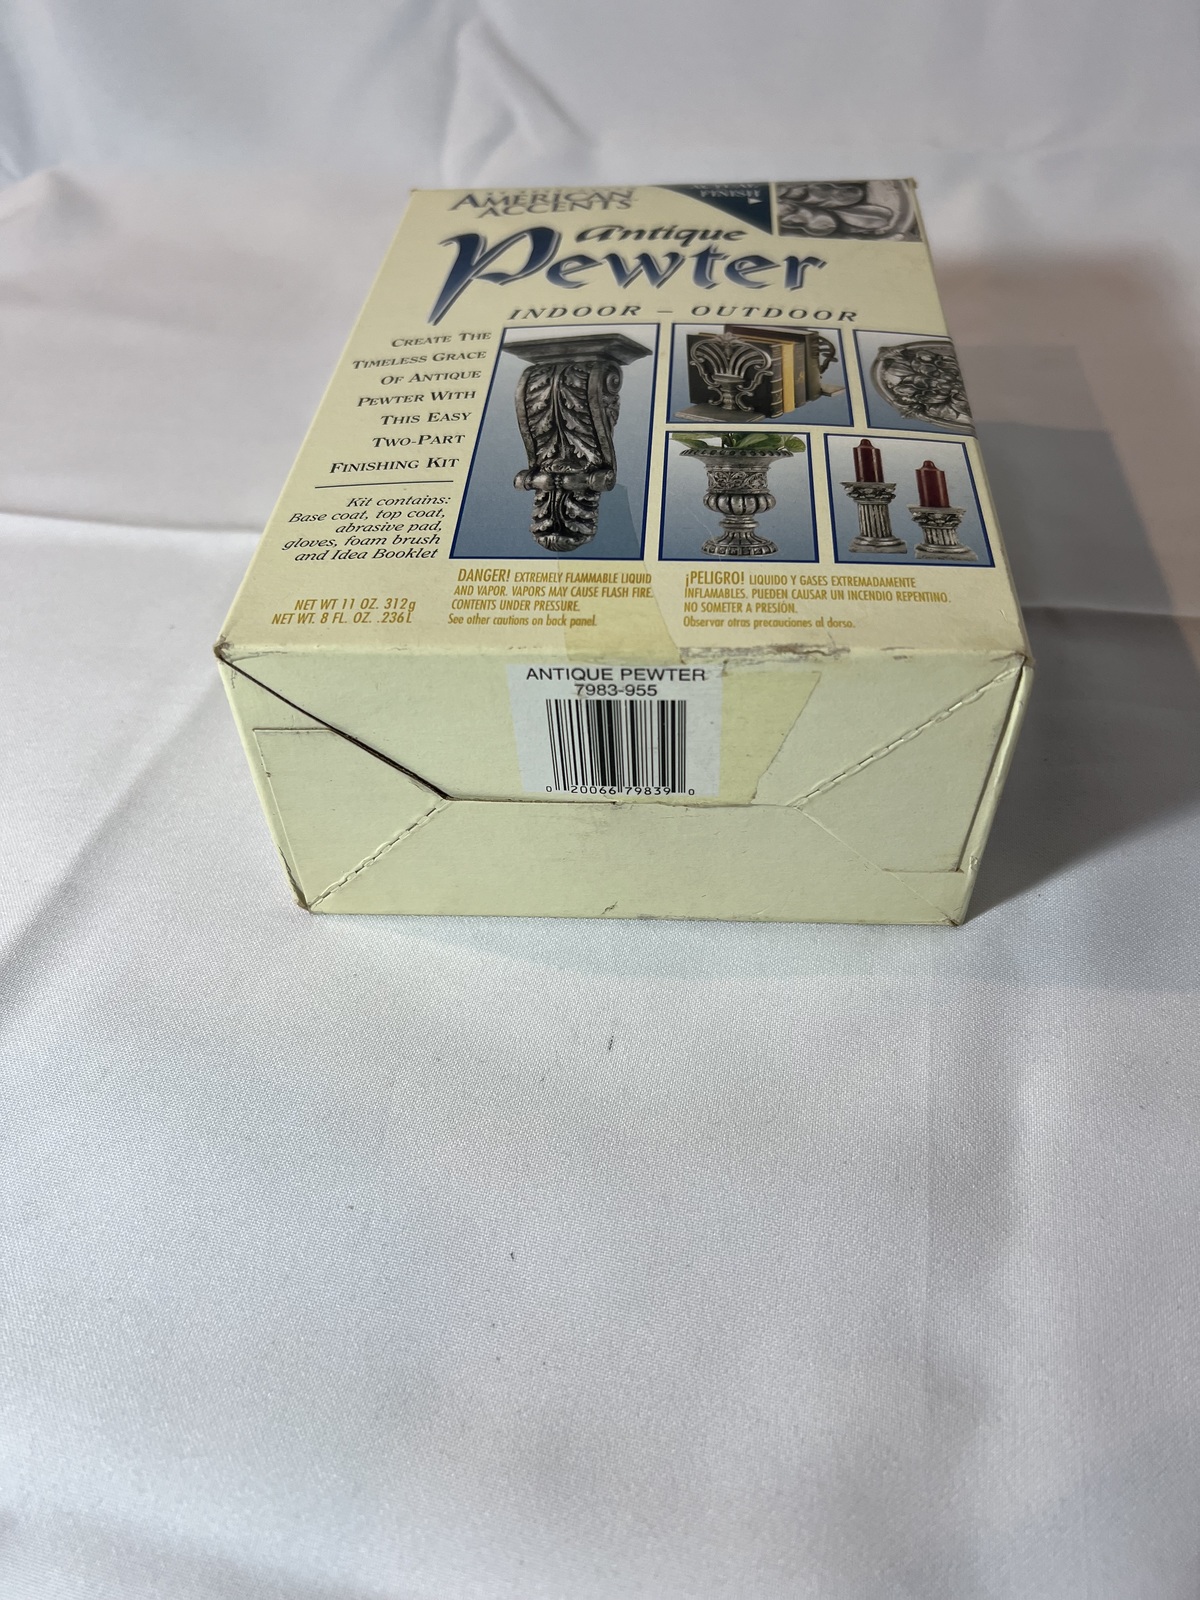 AMERICAN
ACCENTS
ACTUAL
FINISH
Antique
Pewter
INDOOR – OUTDOOR
CREATE THE
TIMELESS GRACE
OF ANTIQUE
PEWTER WITH
THIS EASY
TWO-PART
FINISHING KIT
Kit contains:
Base coat, top coat,
abrasive pad,
gloves, foam brush
and Idea Booklet
NET WT 11 OZ. 312g
NET WT. 8 FL. OZ. .236L
DANGER! EXTREMELY FLAMMABLE LIQUID
AND VAPOR. VAPORS MAY CAUSE FLASH FIRE.
CONTENTS UNDER PRESSURE.
See other cautions on back panel.
¡PELIGRO! LIQUIDO Y GASES EXTREMADAMENTE
INFLAMABLES. PUEDEN CAUSAR UN INCENDIO REPENTINO.
NO SOMETER A PRESIÓN.
Observar otras precauciones al dorso.
ANTIQUE PEWTER
7983-955
0 20066 79839 0